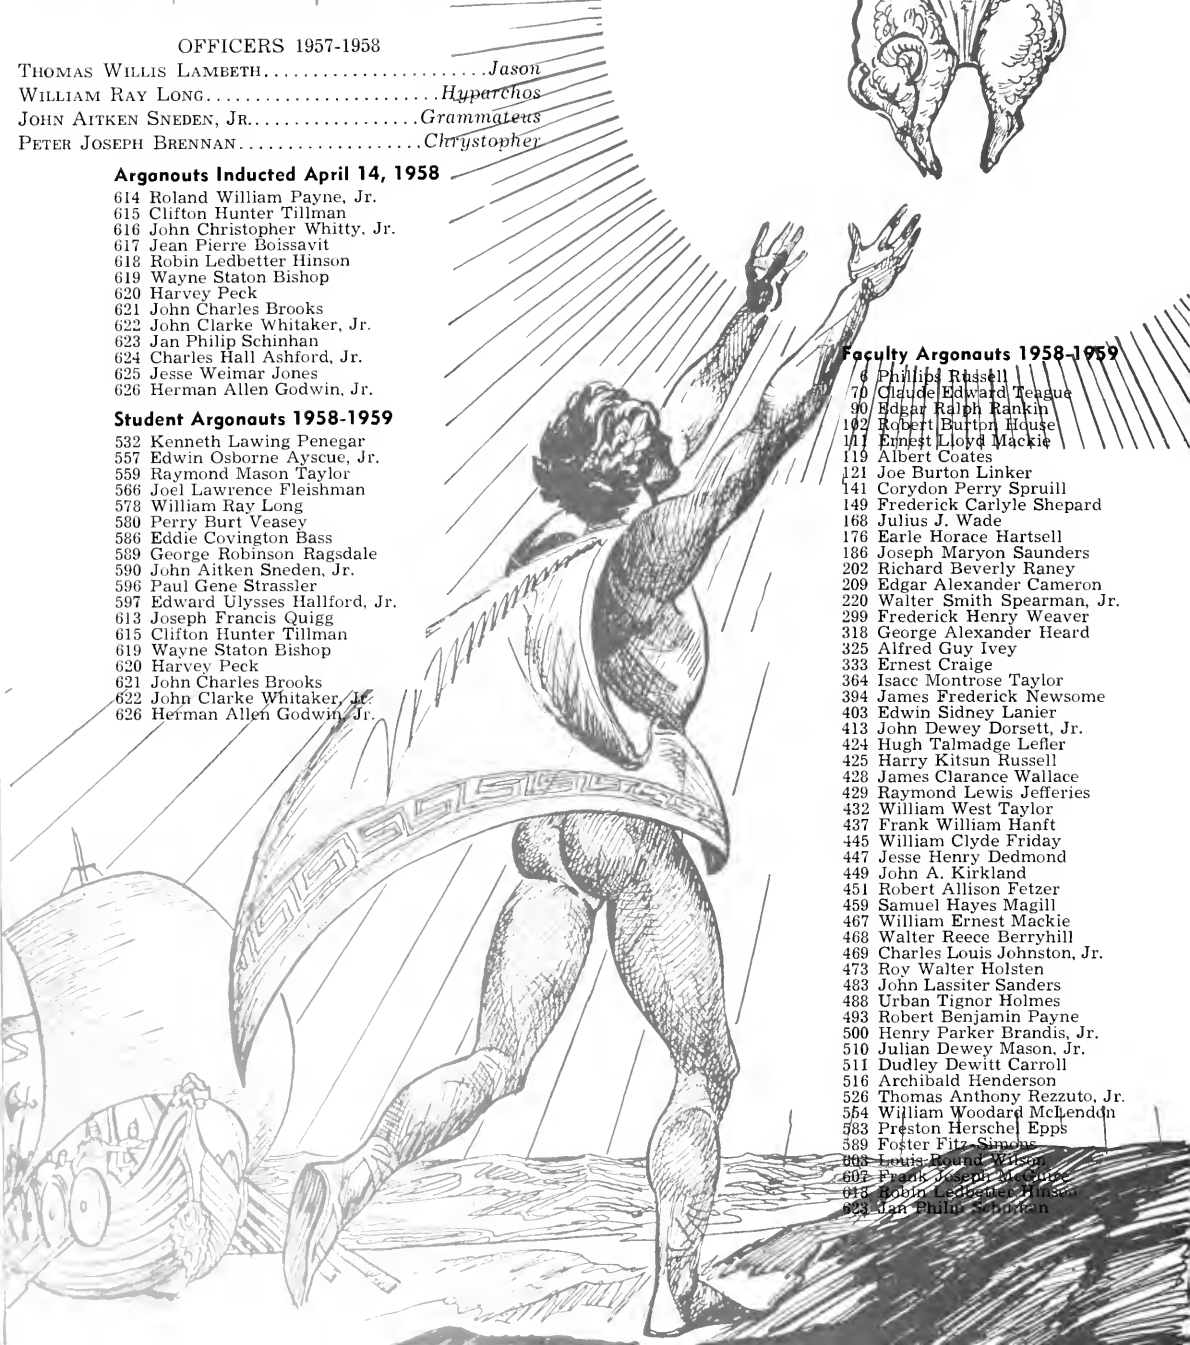 OFFICERS 1957-1958
THOMAS WILLIS LAMBETH.......................Jason
WILLIAM RAY LONG........................Hyparchos
JOHN AITKEN SNEDEN, JR..................Grammateus
PETER JOSEPH BRENNAN...................Chrystopher
Arganouts Inducted April 14, 1958
614 Roland William Payne, Jr.
615 Clifton Hunter Tillman
616 John Christopher Whitty, Jr.
617 Jean Pierre Boissavit
618 Robin Ledbetter Hinson
619 Wayne Staton Bishop
620 Harvey Peck
621 John Charles Brooks
622 John Clarke Whitaker, Jr.
623 Jan Philip Schinhan
624 Charles Hall Ashford, Jr.
625 Jesse Weimar Jones
626 Herman Allen Godwin, Jr.
Student Argonauts 1958-1959
532 Kenneth Lawing Penegar
557 Edwin Osborne Ayscue, Jr.
559 Raymond Mason Taylor
566 Joel Lawrence Fleishman
578 William Ray Long
580 Perry Burt Veasey
586 Eddie Covington Bass
589 George Robinson Ragsdale
590 John Aitken Sneden, Jr.
596 Paul Gene Strassler
597 Edward Ulysses Hallford, Jr.
613 Joseph Francis Quigg
615 Clifton Hunter Tillman
619 Wayne Staton Bishop
620 Harvey Peck
621 John Charles Brooks
622 John Clarke Whitaker, Jr.
626 Herman Allen Godwin, Jr.
Faculty Argonauts 1958-1959
6 Phillips Russell
70 Claude Edward Teague
90 Edgar Ralph Rankin
102 Robert Burton House
111 Ernest Lloyd Mackie
119 Albert Coates
121 Joe Burton Linker
141 Corydon Perry Spruill
149 Frederick Carlyle Shepard
168 Julius J. Wade
176 Earle Horace Hartsell
186 Joseph Maryon Saunders
202 Richard Beverly Raney
209 Edgar Alexander Cameron
220 Walter Smith Spearman, Jr.
299 Frederick Henry Weaver
318 George Alexander Heard
325 Alfred Guy Ivey
333 Ernest Craige
364 Isacc Montrose Taylor
394 James Frederick Newsome
403 Edwin Sidney Lanier
413 John Dewey Dorsett, Jr.
424 Hugh Talmadge Lefler
425 Harry Kitsun Russell
428 James Clarance Wallace
429 Raymond Lewis Jefferies
432 William West Taylor
437 Frank William Hanft
445 William Clyde Friday
447 Jesse Henry Dedmond
449 John A. Kirkland
451 Robert Allison Fetzer
459 Samuel Hayes Magill
467 William Ernest Mackie
468 Walter Reece Berryhill
469 Charles Louis Johnston, Jr.
473 Roy Walter Holsten
483 John Lassiter Sanders
488 Urban Tignor Holmes
493 Robert Benjamin Payne
500 Henry Parker Brandis, Jr.
510 Julian Dewey Mason, Jr.
511 Dudley Dewitt Carroll
516 Archibald Henderson
526 Thomas Anthony Rezzuto, Jr.
554 William Woodard McLendon
583 Preston Herschel Epps
589 Foster Fitz-Simons
603 Louis Round Wilson
607 Frank Joseph McGuire
618 Robin Ledbetter Hinson
623 Jan Philip Schinhan